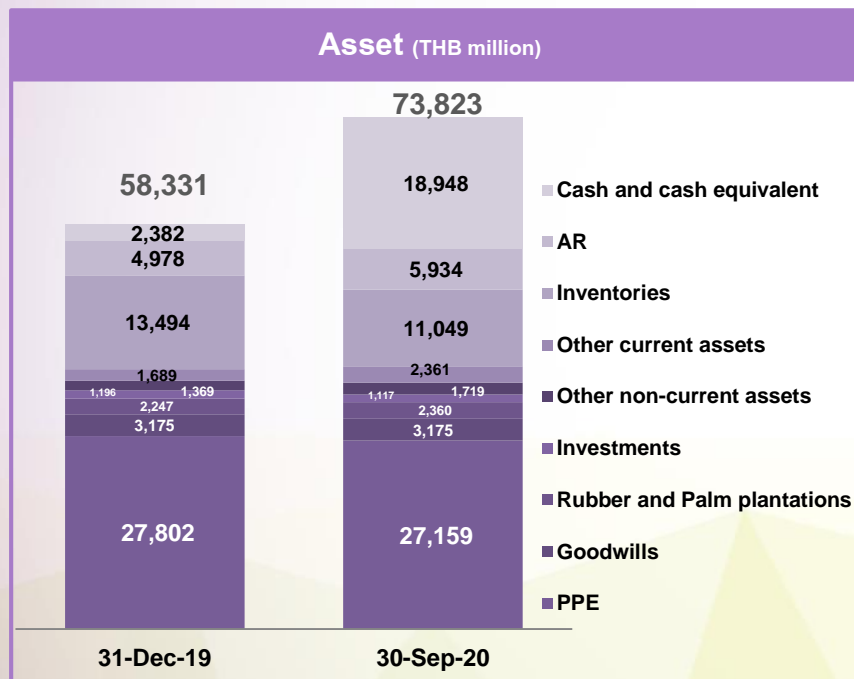 Asset (THB million)
58,331
2,382
4,978
13,494
1,689
1,196 1,369
2,247
3,175
27,802
31-Dec-19
73,823
18,948
5,934
11,049
2,361
1,117 1,719
2,360
3,175
27,159
30-Sep-20
Cash and cash equivalent
AR
Inventories
Other current assets
Other non-current assets
Investments
Rubber and Palm plantations
Goodwills
PPE